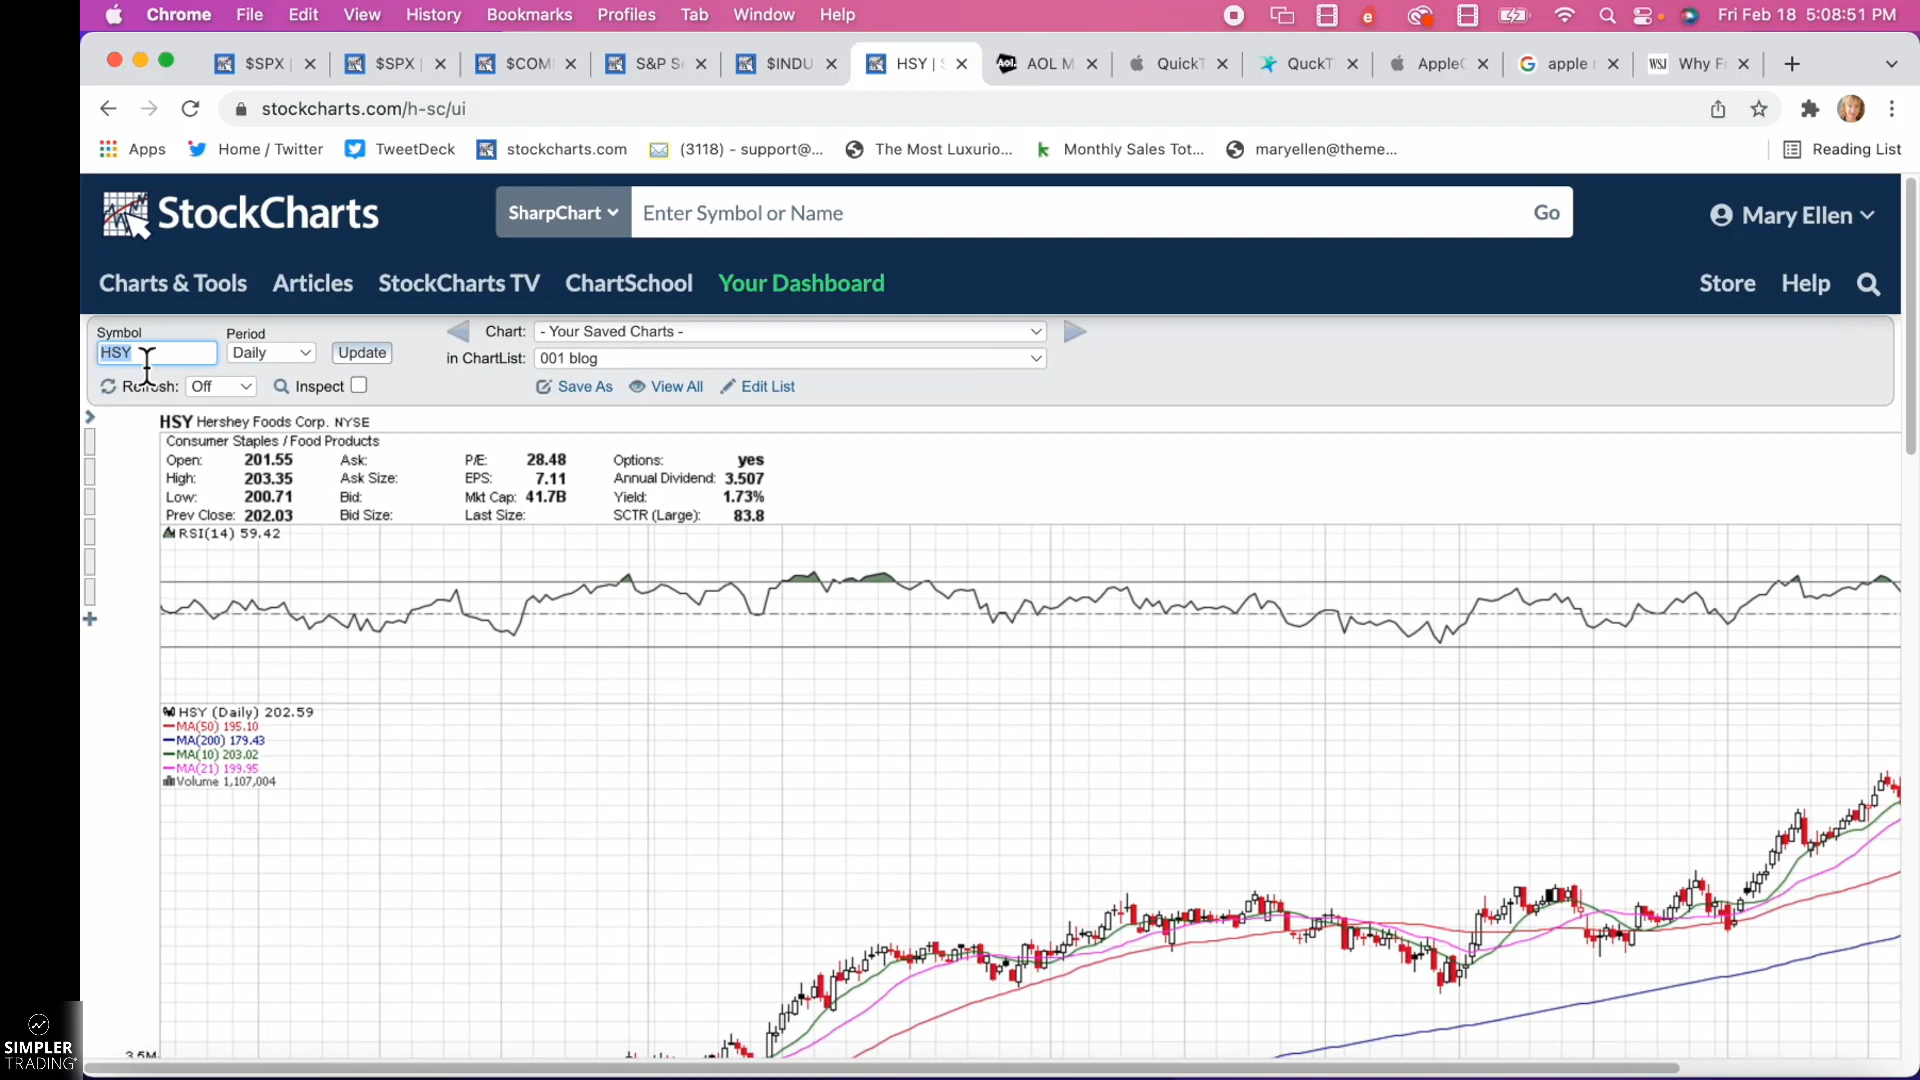 Chrome File Edit View History Bookmarks Profiles Tab Window Help Fri Feb 18 5:08:51 PM
$SPX | $SPX | $COM S&P S $INDU HSY | S AOL M QuickT QuckT Apple apple WSJ Why F
stockcharts.com/h-sc/ui
Apps Home / Twitter TweetDeck stockcharts.com (3118) - support@... The Most Luxurio... Monthly Sales Tot... maryellen@theme... Reading List
StockCharts SharpChart Enter Symbol or Name Go Mary Ellen
Charts & Tools Articles StockCharts TV ChartSchool Your Dashboard Store Help
Symbol Period Chart: - Your Saved Charts -
HSY Daily Update in ChartList: 001 blog
Refresh: Off Inspect Save As View All Edit List
HSY Hershey Foods Corp. NYSE
Consumer Staples / Food Products
Open: 201.55 Ask: P/E: 28.48 Options: yes
High: 203.35 Ask Size: EPS: 7.11 Annual Dividend: 3.507
Low: 200.71 Bid: Mkt Cap: 41.7B Yield: 1.73%
Prev Close: 202.03 Bid Size: Last Size: SCTR (Large): 83.8
RSI(14) 59.42
HSY (Daily) 202.59
MA(50) 195.10
MA(200) 179.43
MA(10) 203.02
MA(21) 199.95
Volume 1,107,004
3.5M
SIMPLER
TRADING